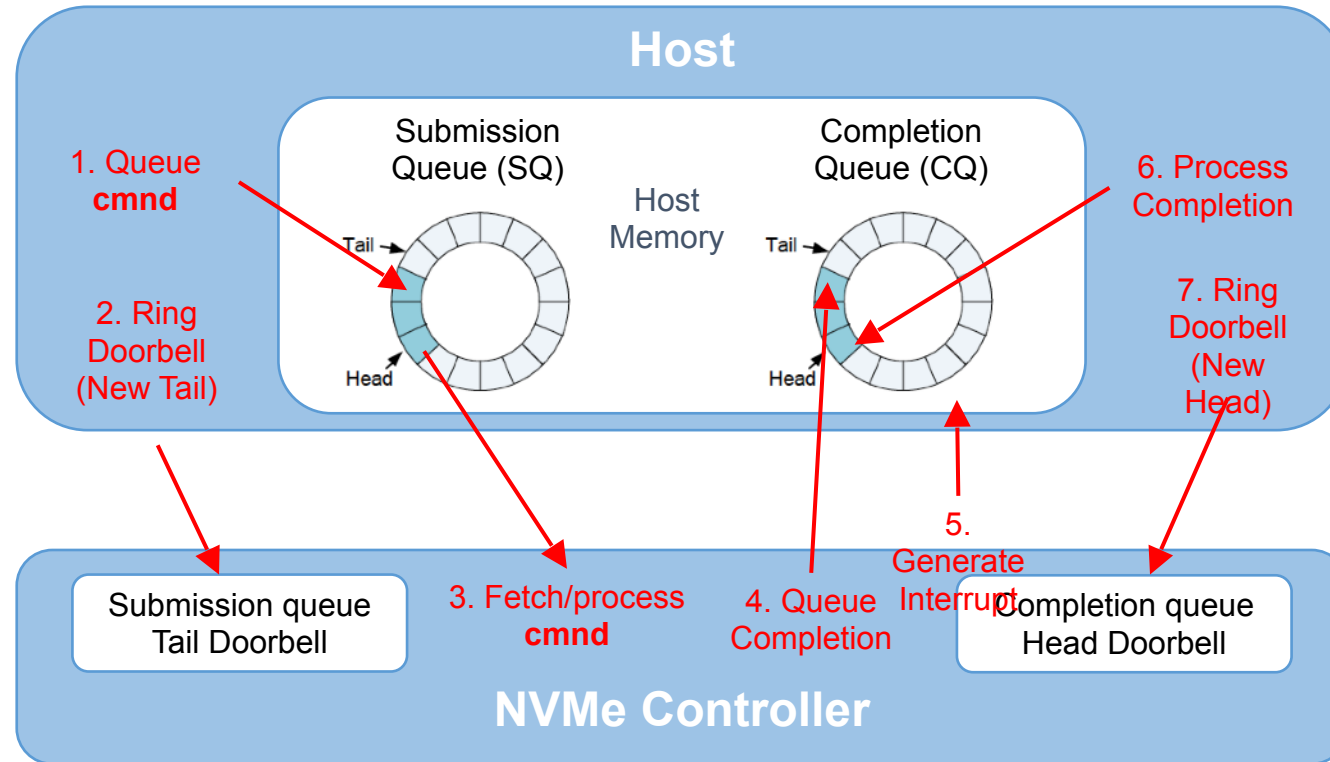 Host
Submission
Queue (SQ)
Completion
Queue (CQ)
Host
Memory
1. Queue
cmnd
6. Process
Completion
Tail
Tail
2. Ring
Doorbell
(New Tail)
7. Ring
Doorbell
(New
Head)
Head
Head
5.
Generate
Interrupt
Submission queue
Tail Doorbell
3. Fetch/process
cmnd
4. Queue
Completion
Completion queue
Head Doorbell
NVMe Controller